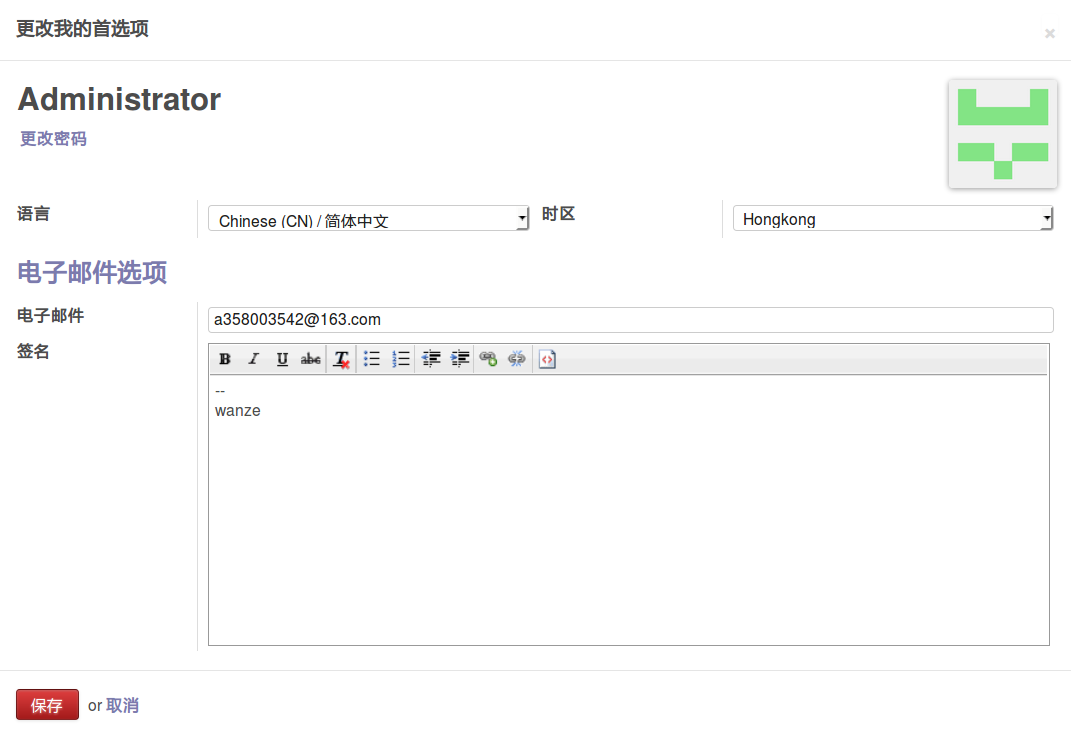 更改我的首选项
×
Administrator
更改密码
语言
Chinese (CN) / 简体中文
时区
Hongkong
电子邮件选项
电子邮件
a358003542@163.com
签名
B I U abc T
--
wanze
保存 or 取消